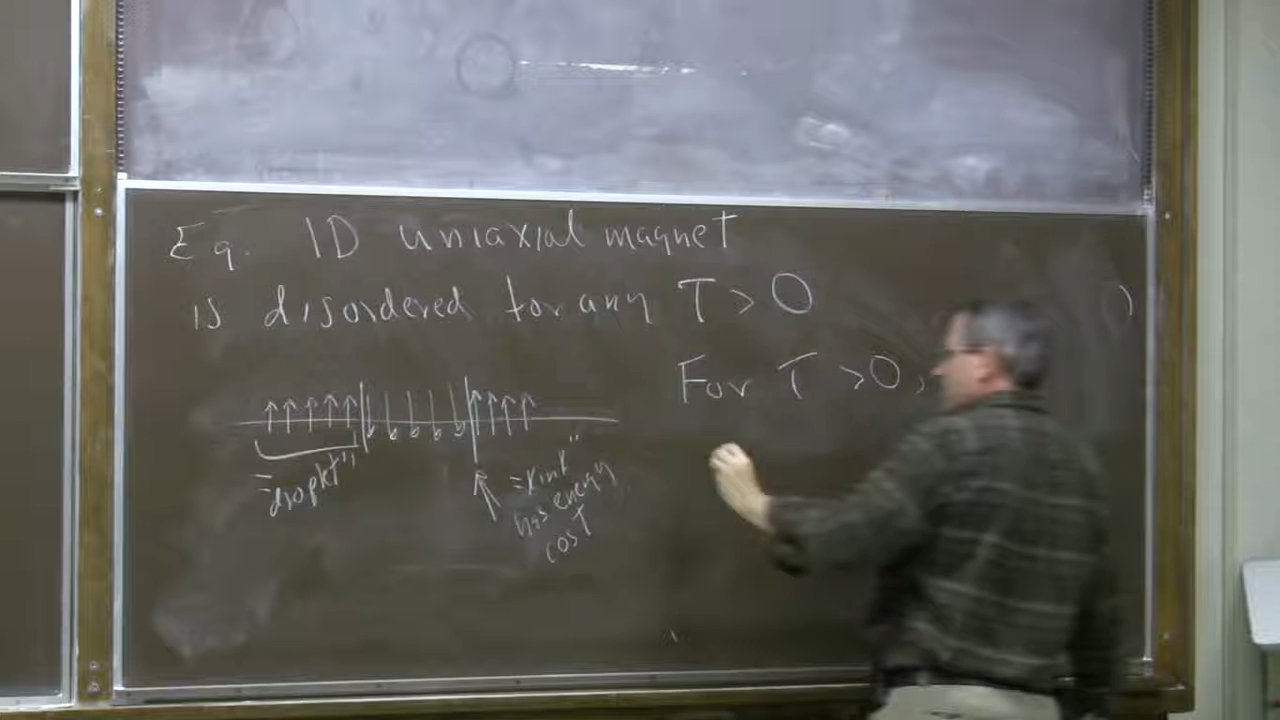 Eg. 1D uniaxial magnet
is disordered for any T > 0
For T > 0,
= "droplet"
= "kink"
has energy
cost